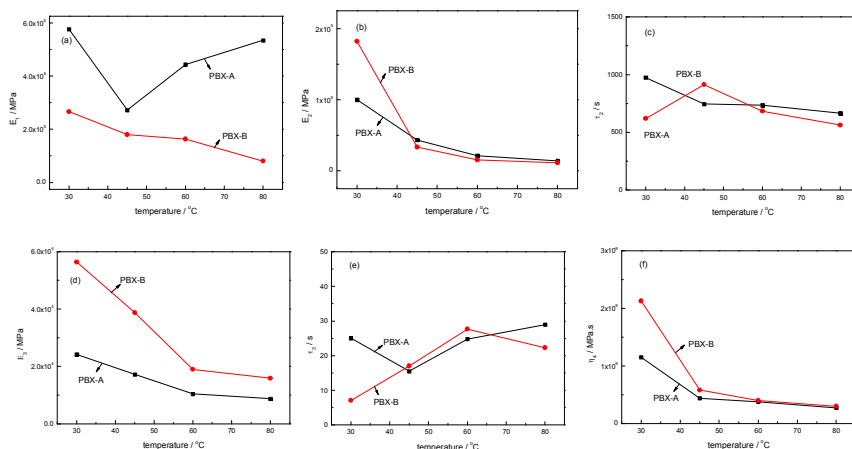 (a)
6.0x10⁵
4.0x10⁵
2.0x10⁵
0.0
E₁ / MPa
PBX-A
PBX-B
30 40 50 60 70 80
temperature / °C
(b)
1x10⁵
0
E₂ / MPa
PBX-B
PBX-A
30 40 50 60 70 80
temperature / °C
(c)
1500
1000
500
0
τ₂ / s
PBX-B
PBX-A
30 40 50 60 70 80
temperature / °C
(d)
6.0x10⁴
4.0x10⁴
2.0x10⁴
0.0
E₃ / MPa
PBX-B
PBX-A
30 40 50 60 70 80
temperature / °C
(e)
50
40
30
20
10
0
τ₃ / s
PBX-A
PBX-B
30 40 50 60 70 80
temperature / °C
(f)
0
η₄ / MPa.s
PBX-B
PBX-A
30 40 50 60 70 80
temperature / °C